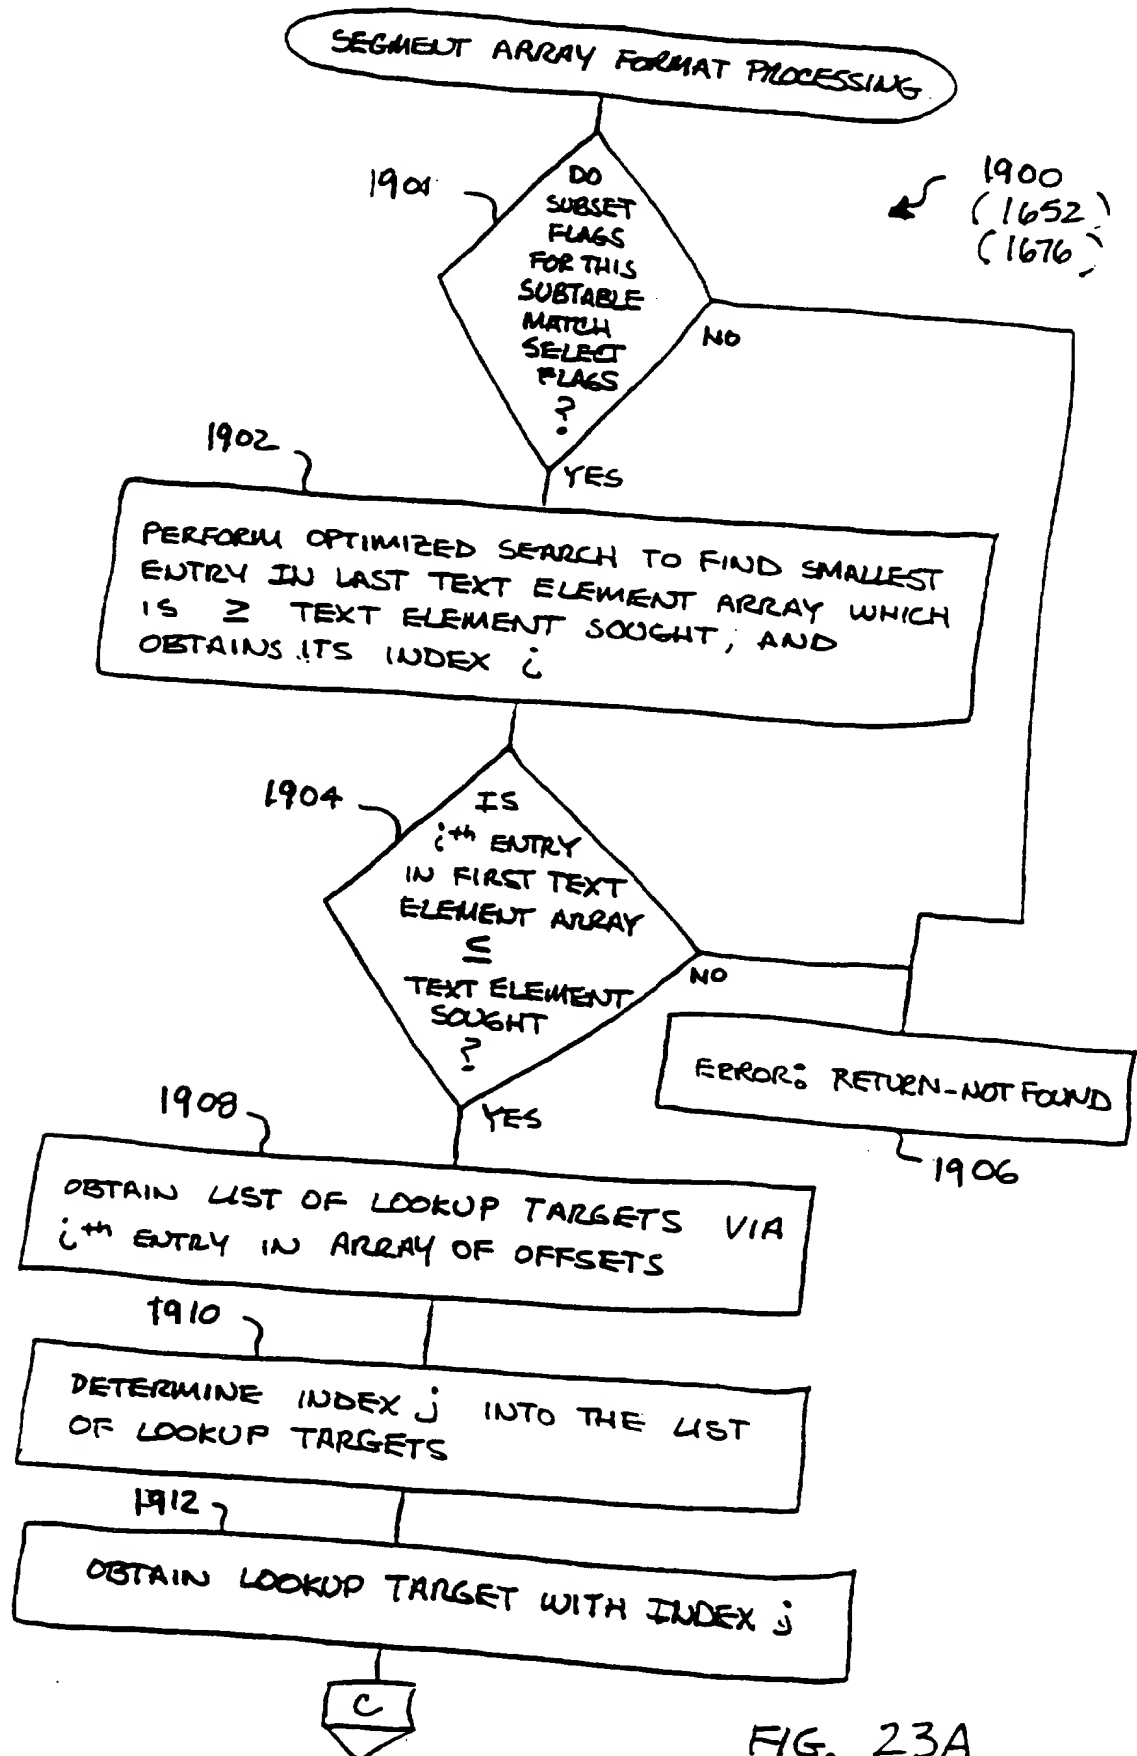 SEGMENT ARRAY FORMAT PROCESSING
1901
DO
SUBSET
FLAGS
FOR THIS
SUBTABLE
MATCH
SELECT
FLAGS
?
1900
(1652)
(1676)
NO
YES
1902
PERFORM OPTIMIZED SEARCH TO FIND SMALLEST
ENTRY IN LAST TEXT ELEMENT ARRAY WHICH
IS ≥ TEXT ELEMENT SOUGHT, AND
OBTAINS ITS INDEX i
1904
IS
ith ENTRY
IN FIRST TEXT
ELEMENT ARRAY
≤
TEXT ELEMENT
SOUGHT
?
NO
YES
ERROR: RETURN-NOT FOUND
1906
1908
OBTAIN LIST OF LOOKUP TARGETS VIA
ith ENTRY IN ARRAY OF OFFSETS
1910
DETERMINE INDEX j INTO THE LIST
OF LOOKUP TARGETS
1912
OBTAIN LOOKUP TARGET WITH INDEX j
C
FIG. 23A